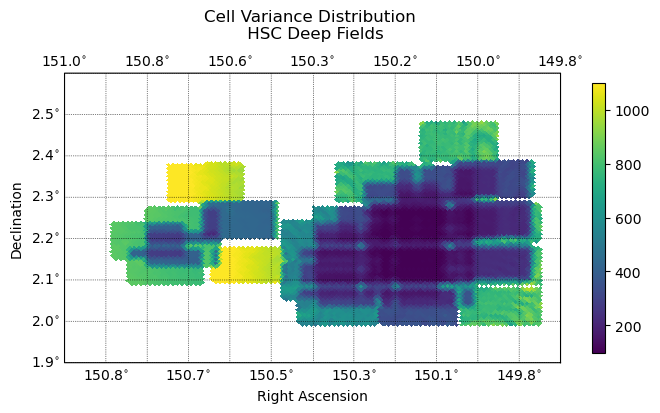 Cell Variance Distribution
HSC Deep Fields
151.0° 150.8° 150.6° 150.3° 150.2° 150.0° 149.8°
2.5°
2.4°
2.3°
2.2°
2.1°
2.0°
1.9°
Declination
150.8° 150.7° 150.5° 150.3° 150.1° 149.8°
Right Ascension
1000
800
600
400
200